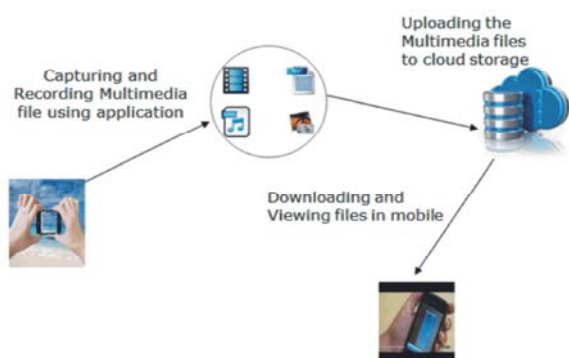 Capturing and
Recording Multimedia
file using application
Uploading the
Multimedia files
to cloud storage
Downloading and
Viewing files in mobile